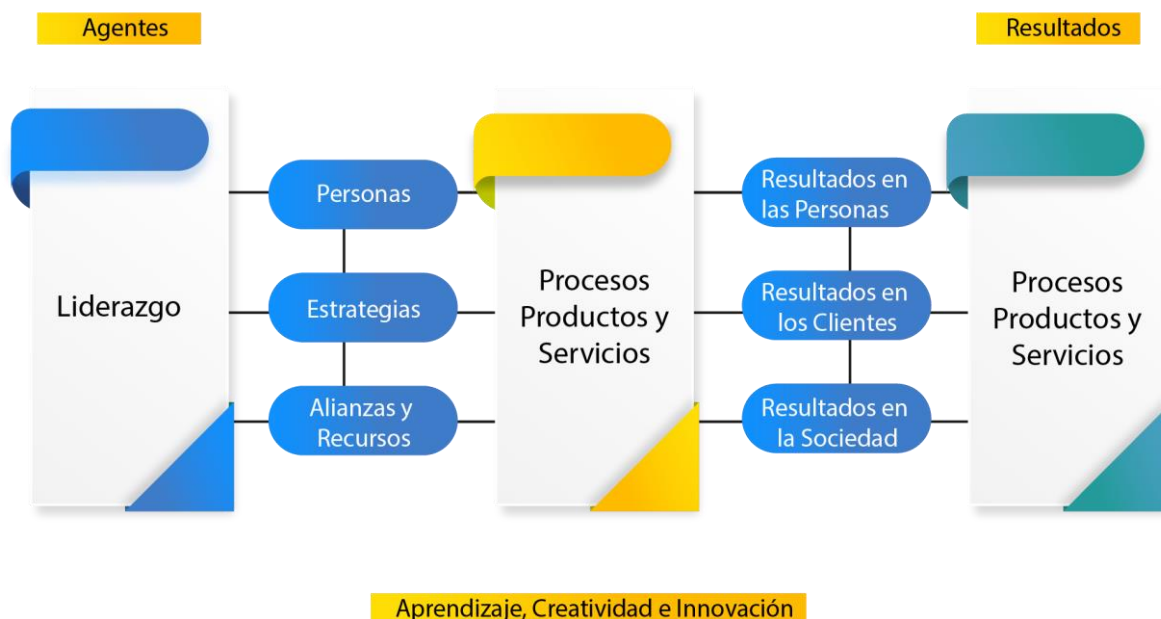 Agentes
Resultados
Liderazgo
Personas
Estrategias
Alianzas y
Recursos
Procesos
Productos y
Servicios
Resultados en
las Personas
Resultados en
los Clientes
Resultados en
la Sociedad
Procesos
Productos y
Servicios
Aprendizaje, Creatividad e Innovación